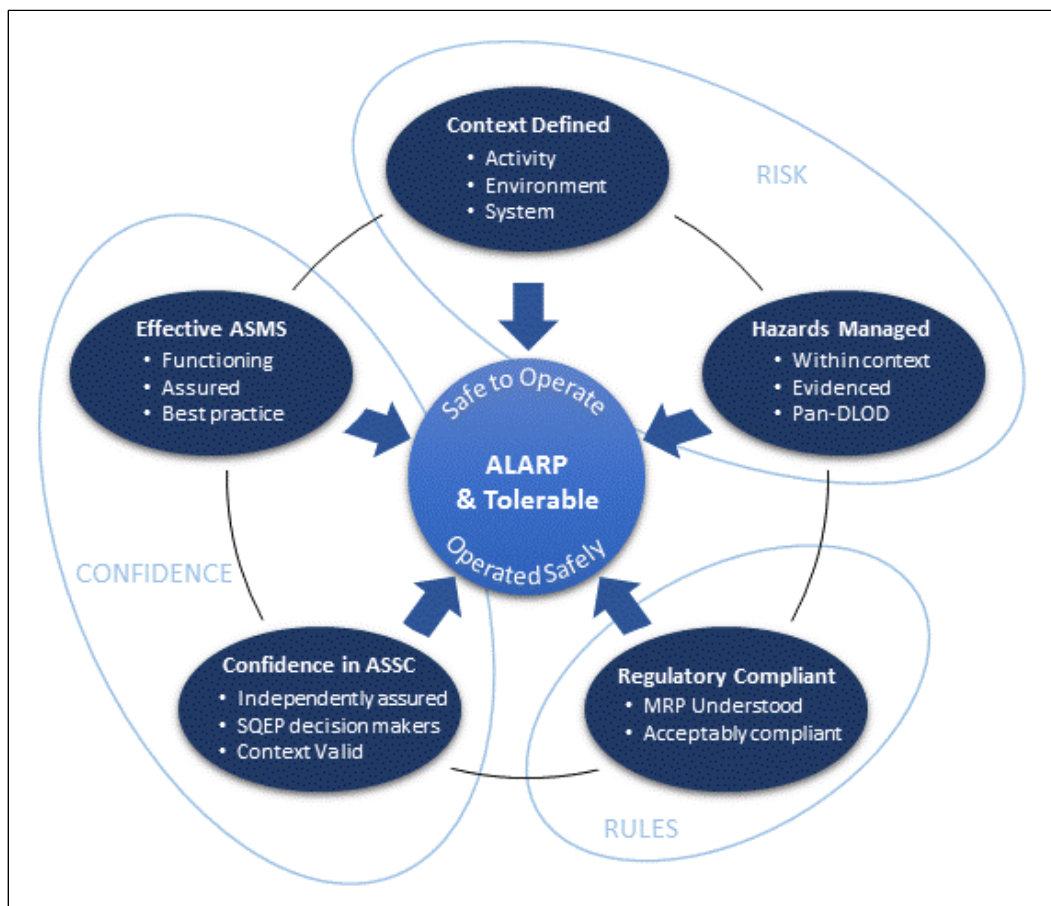 Context Defined
• Activity
• Environment
• System
RISK
Effective ASMS
• Functioning
• Assured
• Best practice
Hazards Managed
• Within context
• Evidenced
• Pan-DLOD
Safe to Operate
ALARP
& Tolerable
Operated Safely
CONFIDENCE
Confidence in ASSC
• Independently assured
• SQEP decision makers
• Context Valid
Regulatory Compliant
• MRP Understood
• Acceptably compliant
RULES